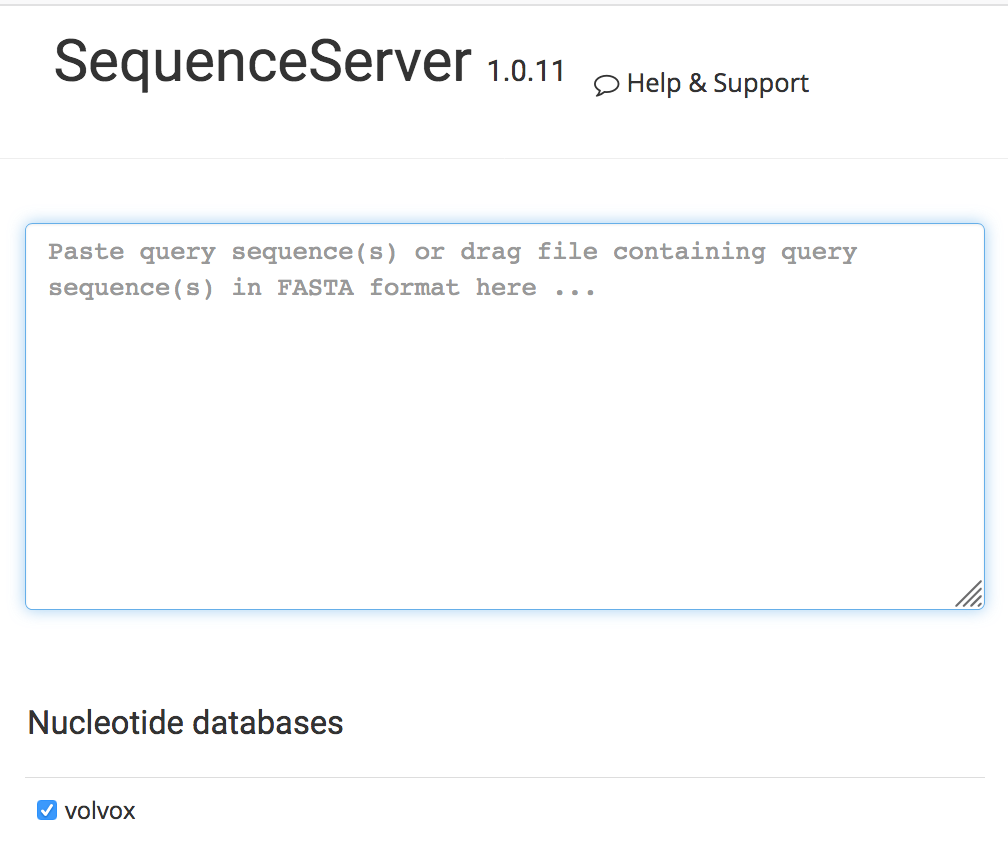 SequenceServer 1.0.11 Help & Support
Paste query sequence(s) or drag file containing query
sequence(s) in FASTA format here ...
Nucleotide databases
volvox